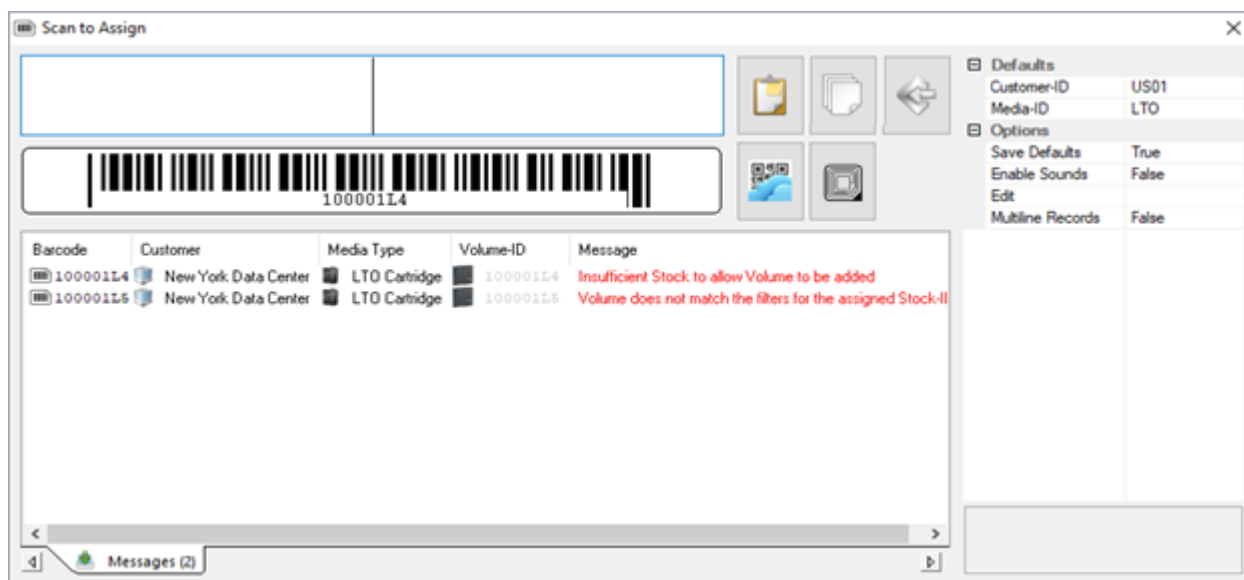 Scan to Assign
100001L4
Defaults
Customer-ID US01
Media-ID LTO
Options
Save Defaults True
Enable Sounds False
Edit
Multiline Records False
Barcode Customer Media Type Volume-ID Message
100001L4 New York Data Center LTO Cartridge 100001L4 Insufficient Stock to allow Volume to be added
100001L5 New York Data Center LTO Cartridge 100001L5 Volume does not match the filters for the assigned Stock-II
Messages (2)